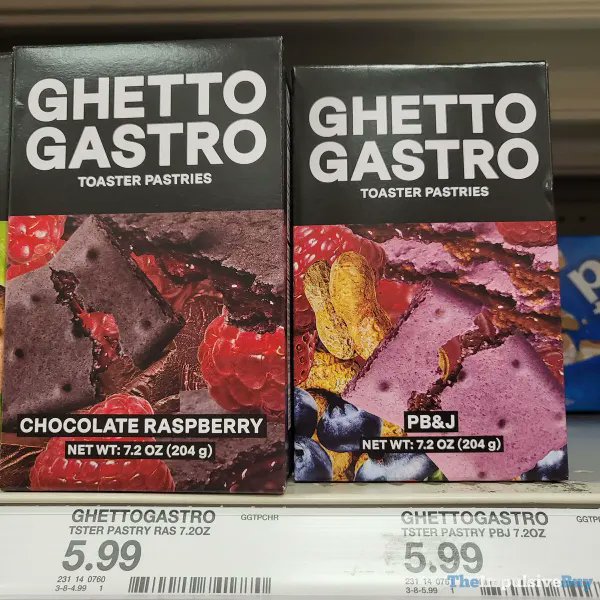 GHETTO
GASTRO
TOASTER PASTRIES
CHOCOLATE RASPBERRY
NET WT: 7.2 OZ (204 g)
GHETTO
GASTRO
TOASTER PASTRIES
PB&J
NET WT: 7.2 OZ (204 g)
GHETTOGASTRO GGTPCHR
TSTER PASTRY RAS 7.2OZ
5.99
231 14 0760
3-8-4.99 1
GHETTOGASTRO
TSTER PASTRY PBJ 7.2OZ
5.99
231 14
3-8-4.99 1
TheImpulsiveBuy